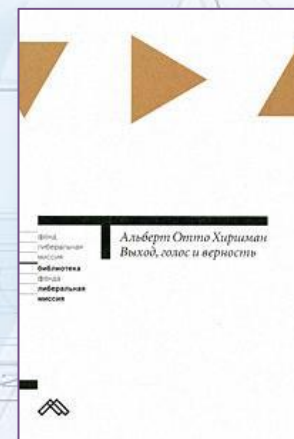 Альберт Отто Хиршман
Выход, голос и верность
фонд
либеральная
миссия
библиотека
фонда
либеральная
миссия